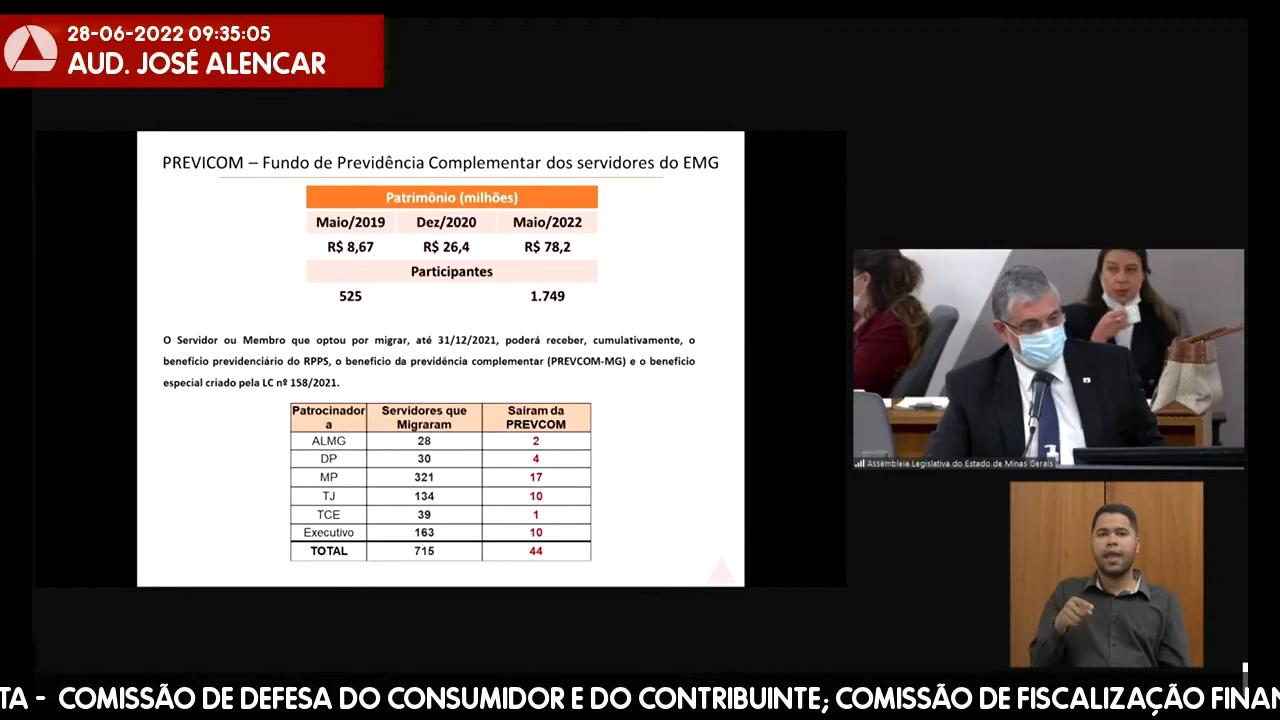 28-06-2022 09:35:05
AUD. JOSÉ ALENCAR
PREVICOM – Fundo de Previdência Complementar dos servidores do EMG
Patrimônio (milhões)
Maio/2019 Dez/2020 Maio/2022
R$ 8,67 R$ 26,4 R$ 78,2
Participantes
525 1.749
O Servidor ou Membro que optou por migrar, até 31/12/2021, poderá receber, cumulativamente, o
beneficio previdenciário do RPPS, o beneficio da previdência complementar (PREVCOM-MG) e o beneficio
especial criado pela LC nº 158/2021.
Patrocinador
a
Servidores que
Migraram
Saíram da
PREVCOM
ALMG 28 2
DP 30 4
MP 321 17
TJ 134 10
TCE 39 1
Executivo 163 10
TOTAL 715 44
Assembleia Legislativa do Estado de Minas Gerais
TA - COMISSÃO DE DEFESA DO CONSUMIDOR E DO CONTRIBUINTE; COMISSÃO DE FISCALIZAÇÃO FINAN